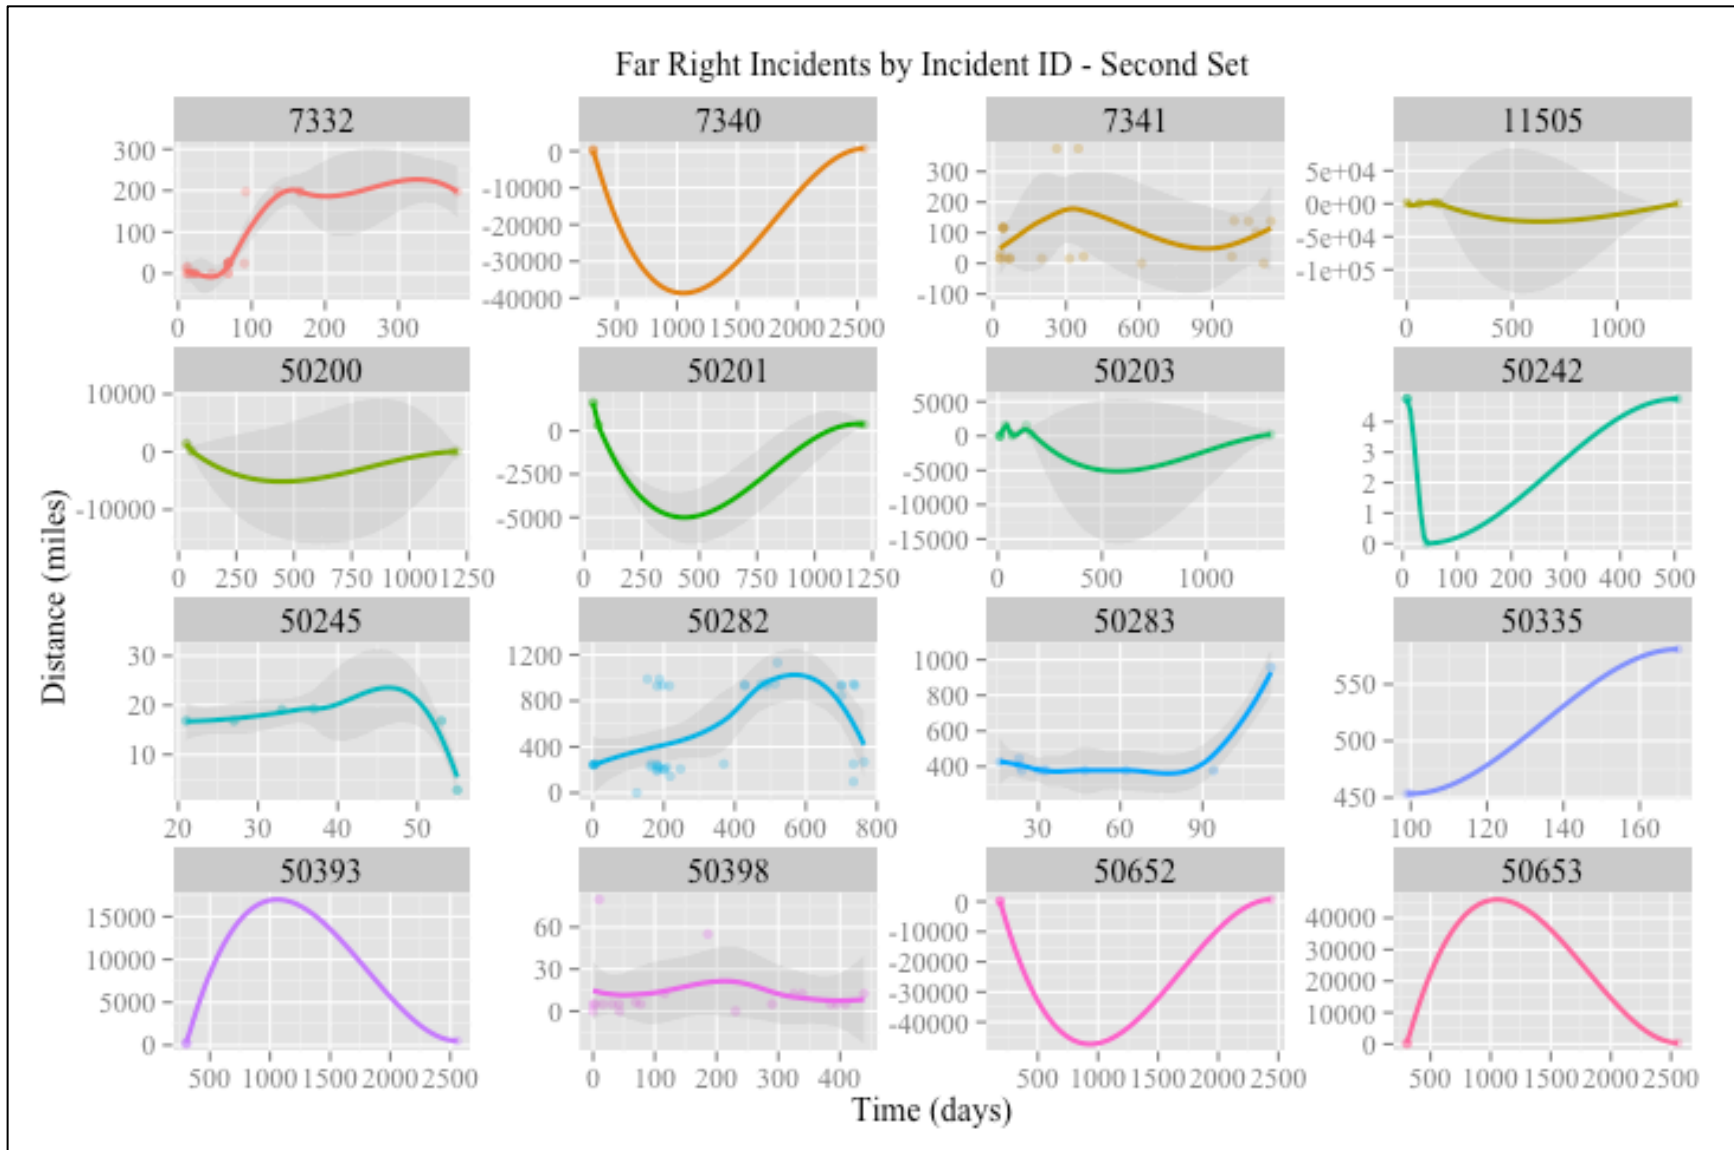 Far Right Incidents by Incident ID - Second Set
7332 7340 7341 11505
300 200 100 0
0 100 200 300
0 -10000 -20000 -30000 -40000
500 1000 1500 2000 2500
300 200 100 0 -100
0 300 600 900
5e+04 0e+00 -5e+04 -1e+05
0 500 1000
50200 50201 50203 50242
10000 0 -10000
0 250 500 750 1000 1250
0 -2500 -5000
0 250 500 750 1000 1250
5000 0 -5000 -10000 -15000
0 500 1000
4 3 2 1 0
0 100 200 300 400 500
50245 50282 50283 50335
30 20 10
20 30 40 50
1200 800 400 0
0 200 400 600 800
1000 800 600 400
30 60 90
550 500 450
100 120 140 160
50393 50398 50652 50653
15000 10000 5000 0
500 1000 1500 2000 2500
60 30 0
0 100 200 300 400
0 -10000 -20000 -30000 -40000
500 1000 1500 2000 2500
40000 30000 20000 10000 0
500 1000 1500 2000 2500
Distance (miles)
Time (days)